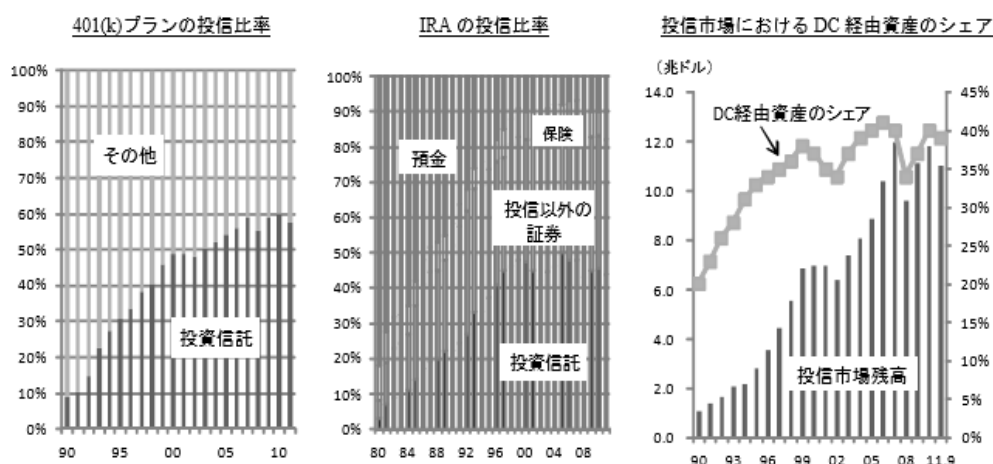 401(k)プランの投信比率
100%
90%
80%
70%
60%
50%
40%
30%
20%
10%
0%
その他
投資信託
90 95 00 05 10
IRA の投信比率
100%
90%
80%
70%
60%
50%
40%
30%
20%
10%
0%
預金
保険
投信以外の
証券
投資信託
80 84 88 92 96 00 04 08
投信市場における DC 経由資産のシェア
(兆ドル)
14.0
12.0
10.0
8.0
6.0
4.0
2.0
0.0
DC経由資産のシェア
投信市場残高
45%
40%
35%
30%
25%
20%
15%
10%
5%
0%
90 93 96 99 02 05 08 11.9